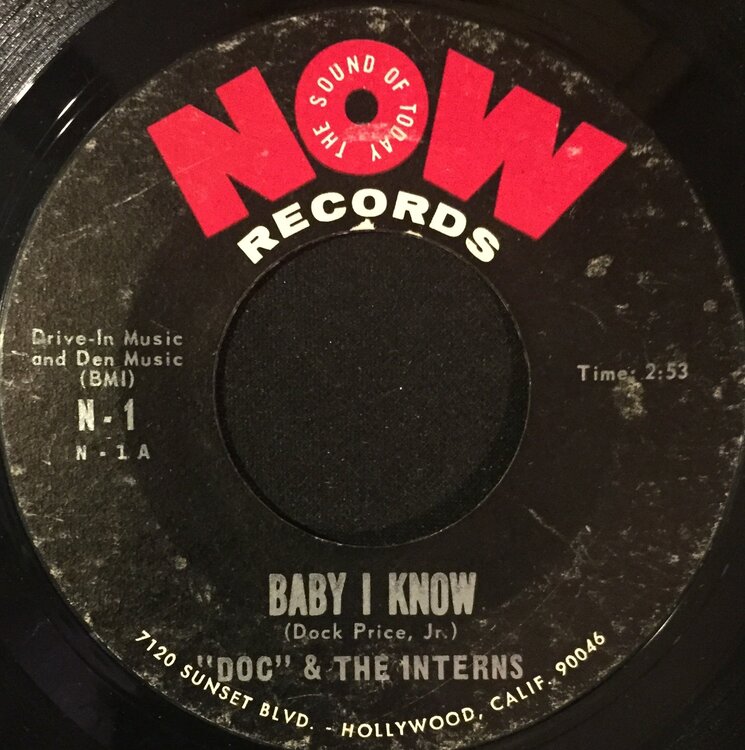 NOW
THE SOUND OF TODAY
RECORDS
Drive-In Music
and Den Music
(BMI)
N-1
N-1A
Time: 2:53
BABY I KNOW
(Dock Price, Jr.)
"DOC" & THE INTERNS
7120 SUNSET BLVD. - HOLLYWOOD, CALIF. 90046